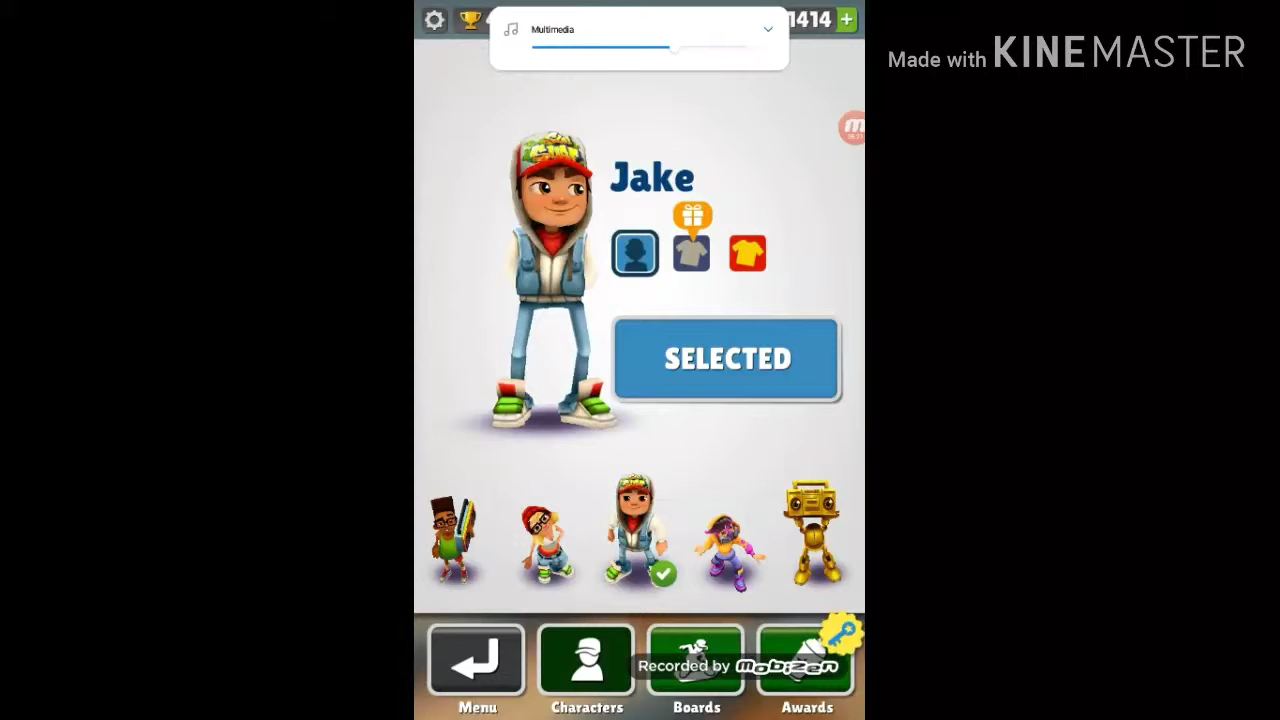 Multimedia
1414 +
Made with KINEMASTER
Jake
SELECTED
Recorded by mobizen
Menu
Characters
Boards
Awards